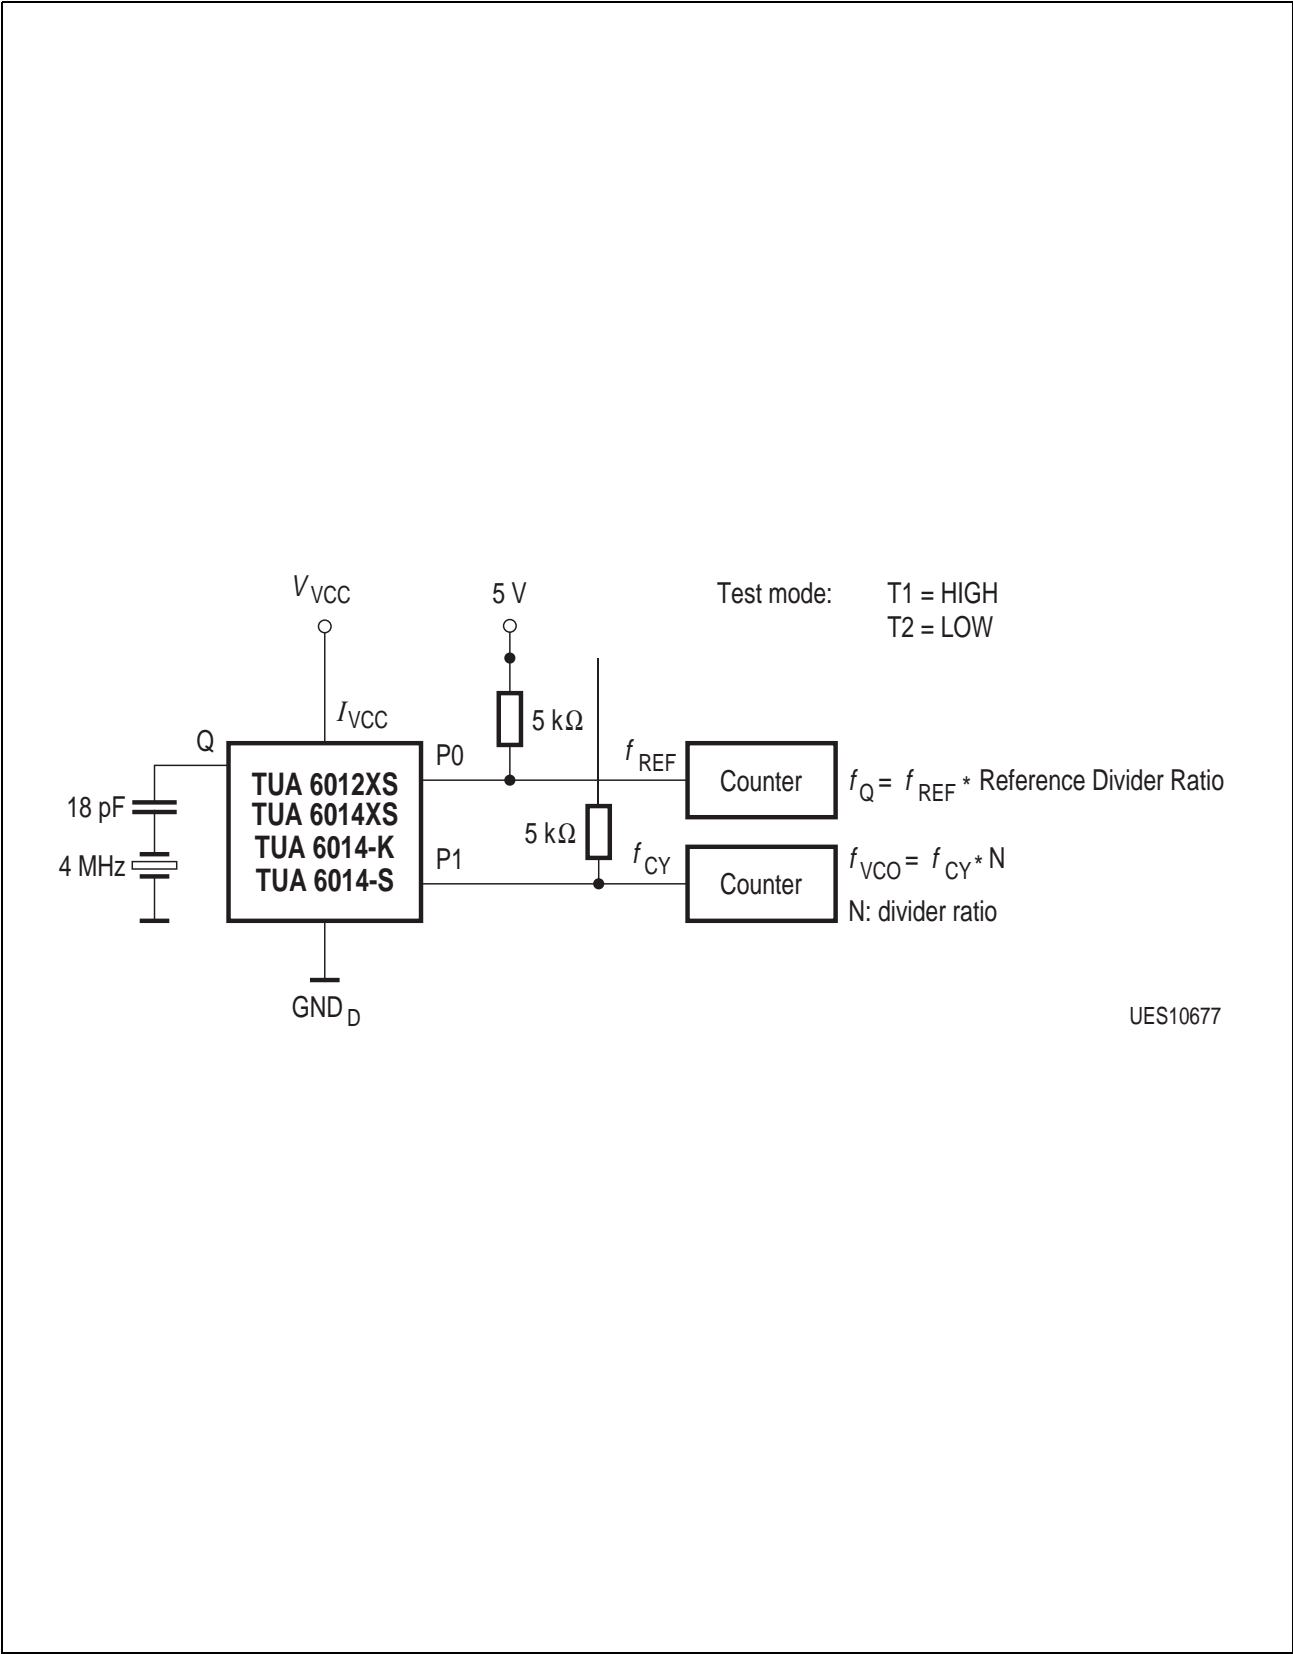 V VCC
5 V
Test mode: T1 = HIGH
T2 = LOW
I VCC
5 kΩ
Q
P0
f REF
TUA 6012XS
TUA 6014XS
TUA 6014-K
TUA 6014-S
Counter
f Q = f REF * Reference Divider Ratio
18 pF
5 kΩ
4 MHz
P1
f CY
Counter
f VCO = f CY * N
N: divider ratio
GND D
UES10677